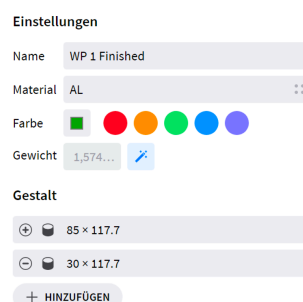 Einstellungen
Name WP 1 Finished
Material AL
Farbe
Gewicht 1,574...
Gestalt
85 × 117.7
30 × 117.7
HINZUFÜGEN